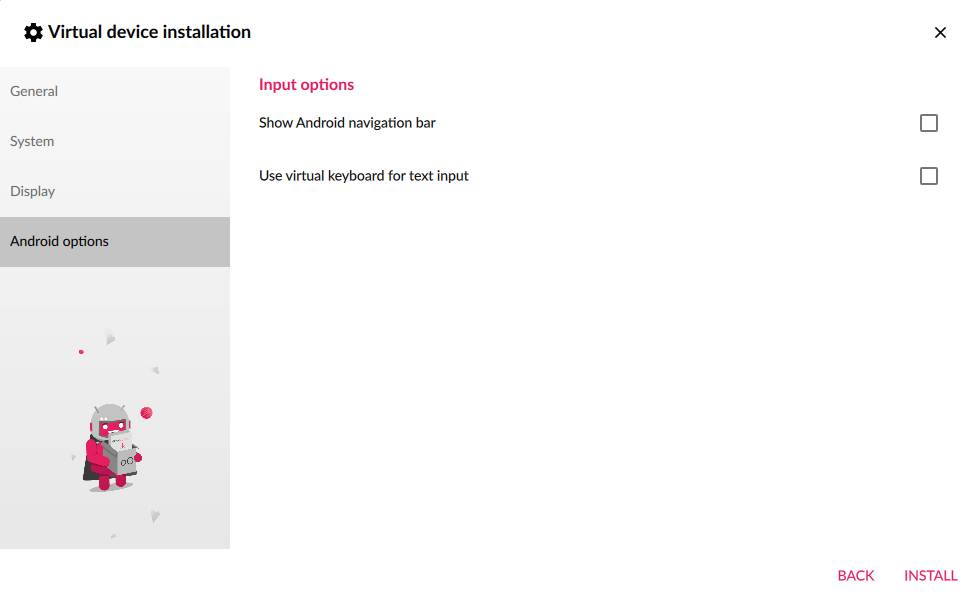 Virtual device installation
General
System
Display
Android options
Input options
Show Android navigation bar
Use virtual keyboard for text input
BACK INSTALL